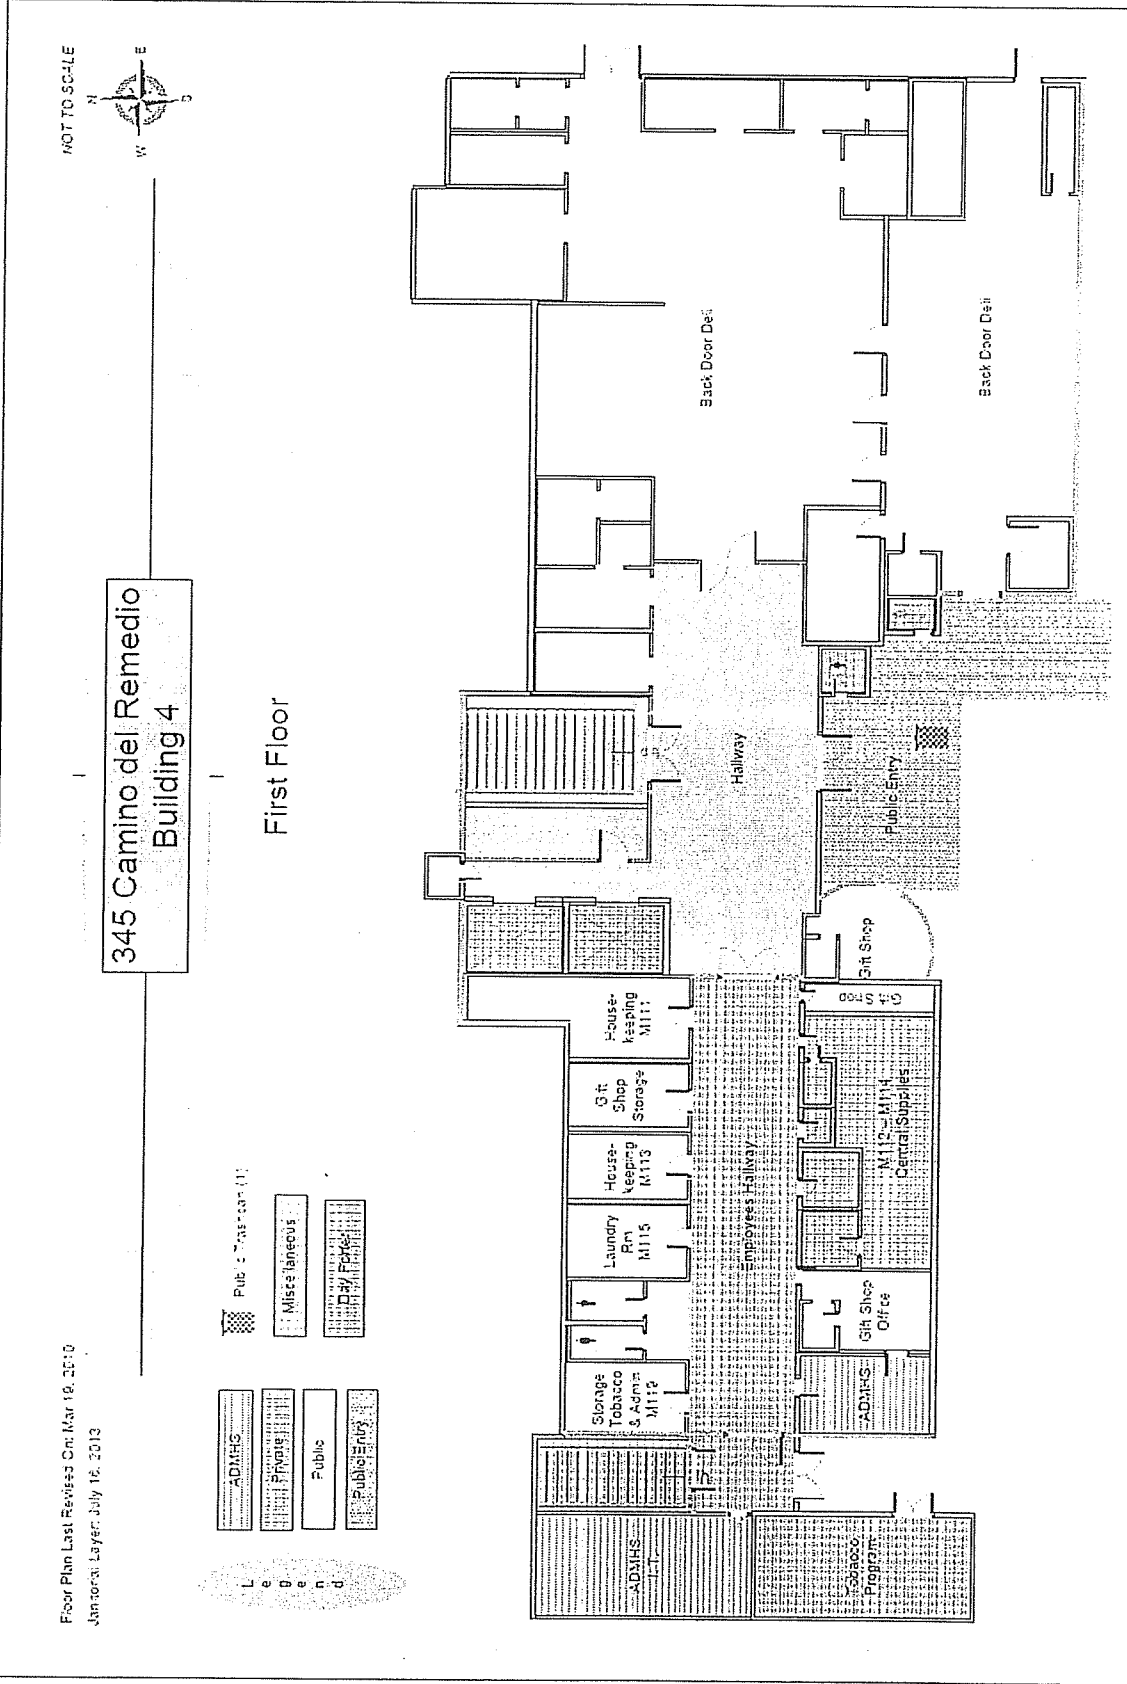 Floor Plan Last Revised On: Mar 19, 2010
Janitorial Layer: July 16, 2013
345 Camino del Remedio
Building 4
NOT TO SCALE
N
E
S
W
First Floor
Legend
ADMHS
Private
Public
Public Entry
Public Trashcan (1)
Miscellaneous
Day Porter
ADMHS
I.T.
Tobacco
Program
Storage
Tobacco
& Admin
Laundry
Rm
M115
House-
keeping
M113
Gift
Shop
Storage
House-
keeping
M111
Employees Hallway
ADMHS
Gift Shop
Office
M112 - M114
Central Supplies
Gift Shop
Gift Shop
Hallway
Public Entry
Back Door Deli
Back Door Deli